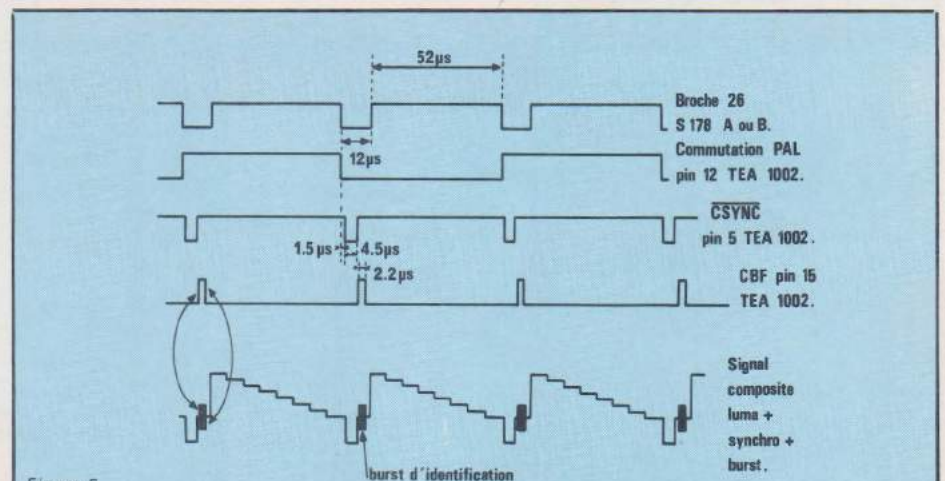 52µs
Broche 26
S 178 A ou B.
12µs
Commutation PAL
pin 12 TEA 1002.
CSYNC
pin 5 TEA 1002.
1.5 µs
4.5µs
2.2µs
CBF pin 15
TEA 1002.
Signal
composite
luma +
synchro +
burst.
burst d'identification